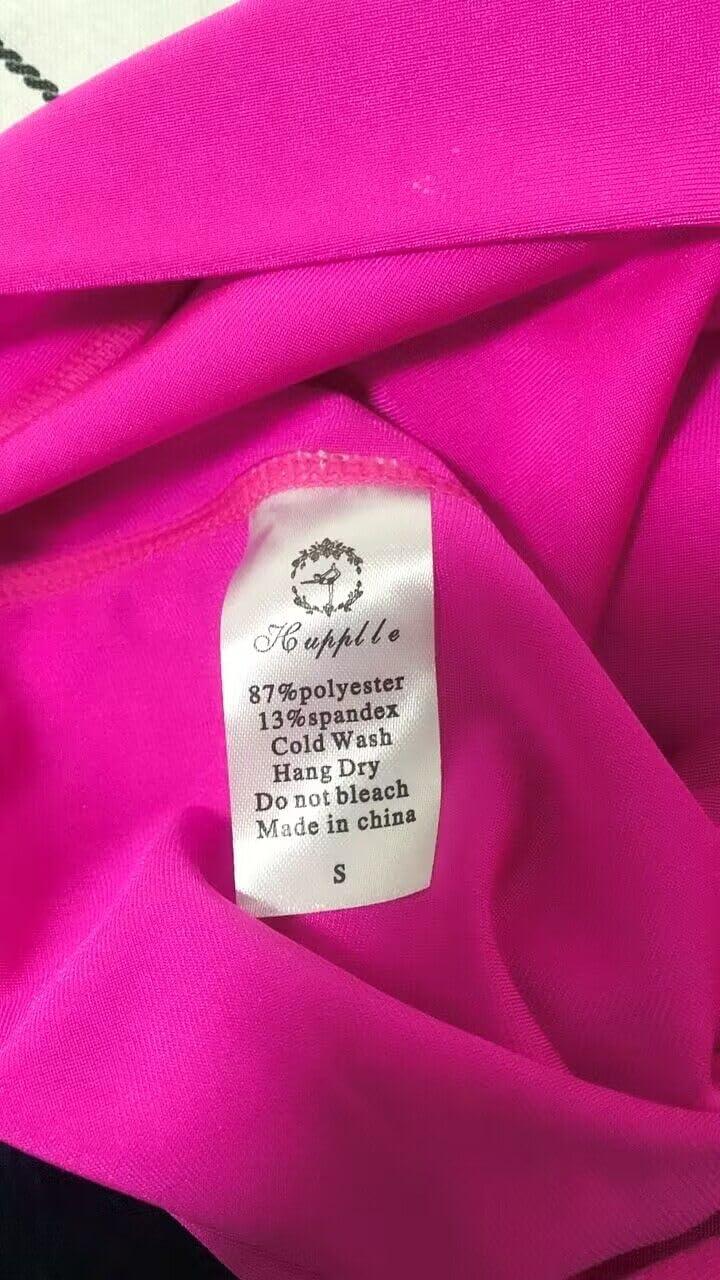 Hupplle
87%polyester
13%spandex
Cold Wash
Hang Dry
Do not bleach
Made in china
S